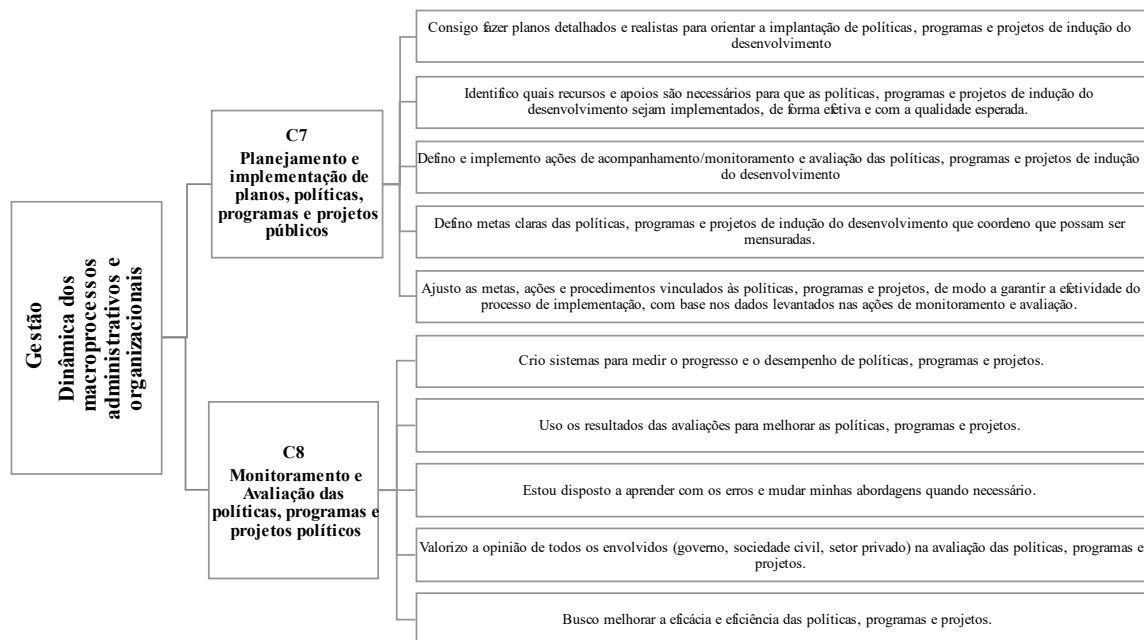 Gestão
Dinâmica dos
macroprocessos
administrativos e
organizacionais
C7
Planejamento e
implementação de
planos, políticas,
programas e projetos
públicos
Consigo fazer planos detalhados e realistas para orientar a implantação de políticas, programas e projetos de indução do
desenvolvimento
Identifico quais recursos e apoios são necessários para que as políticas, programas e projetos de indução do
desenvolvimento sejam implementados, de forma efetiva e com a qualidade esperada.
Defino e implemento ações de acompanhamento/monitoramento e avaliação das políticas, programas e projetos de indução
do desenvolvimento
Defino metas claras das políticas, programas e projetos de indução do desenvolvimento que coordeno que possam ser
mensuradas.
Ajusto as metas, ações e procedimentos vinculados às políticas, programas e projetos, de modo a garantir a efetividade do
processo de implementação, com base nos dados levantados nas ações de monitoramento e avaliação.
C8
Monitoramento e
Avaliação das
políticas, programas e
projetos políticos
Crio sistemas para medir o progresso e o desempenho de políticas, programas e projetos.
Uso os resultados das avaliações para melhorar as políticas, programas e projetos.
Estou disposto a aprender com os erros e mudar minhas abordagens quando necessário.
Valorizo a opinião de todos os envolvidos (governo, sociedade civil, setor privado) na avaliação das políticas, programas e
projetos.
Busco melhorar a eficácia e eficiência das políticas, programas e projetos.